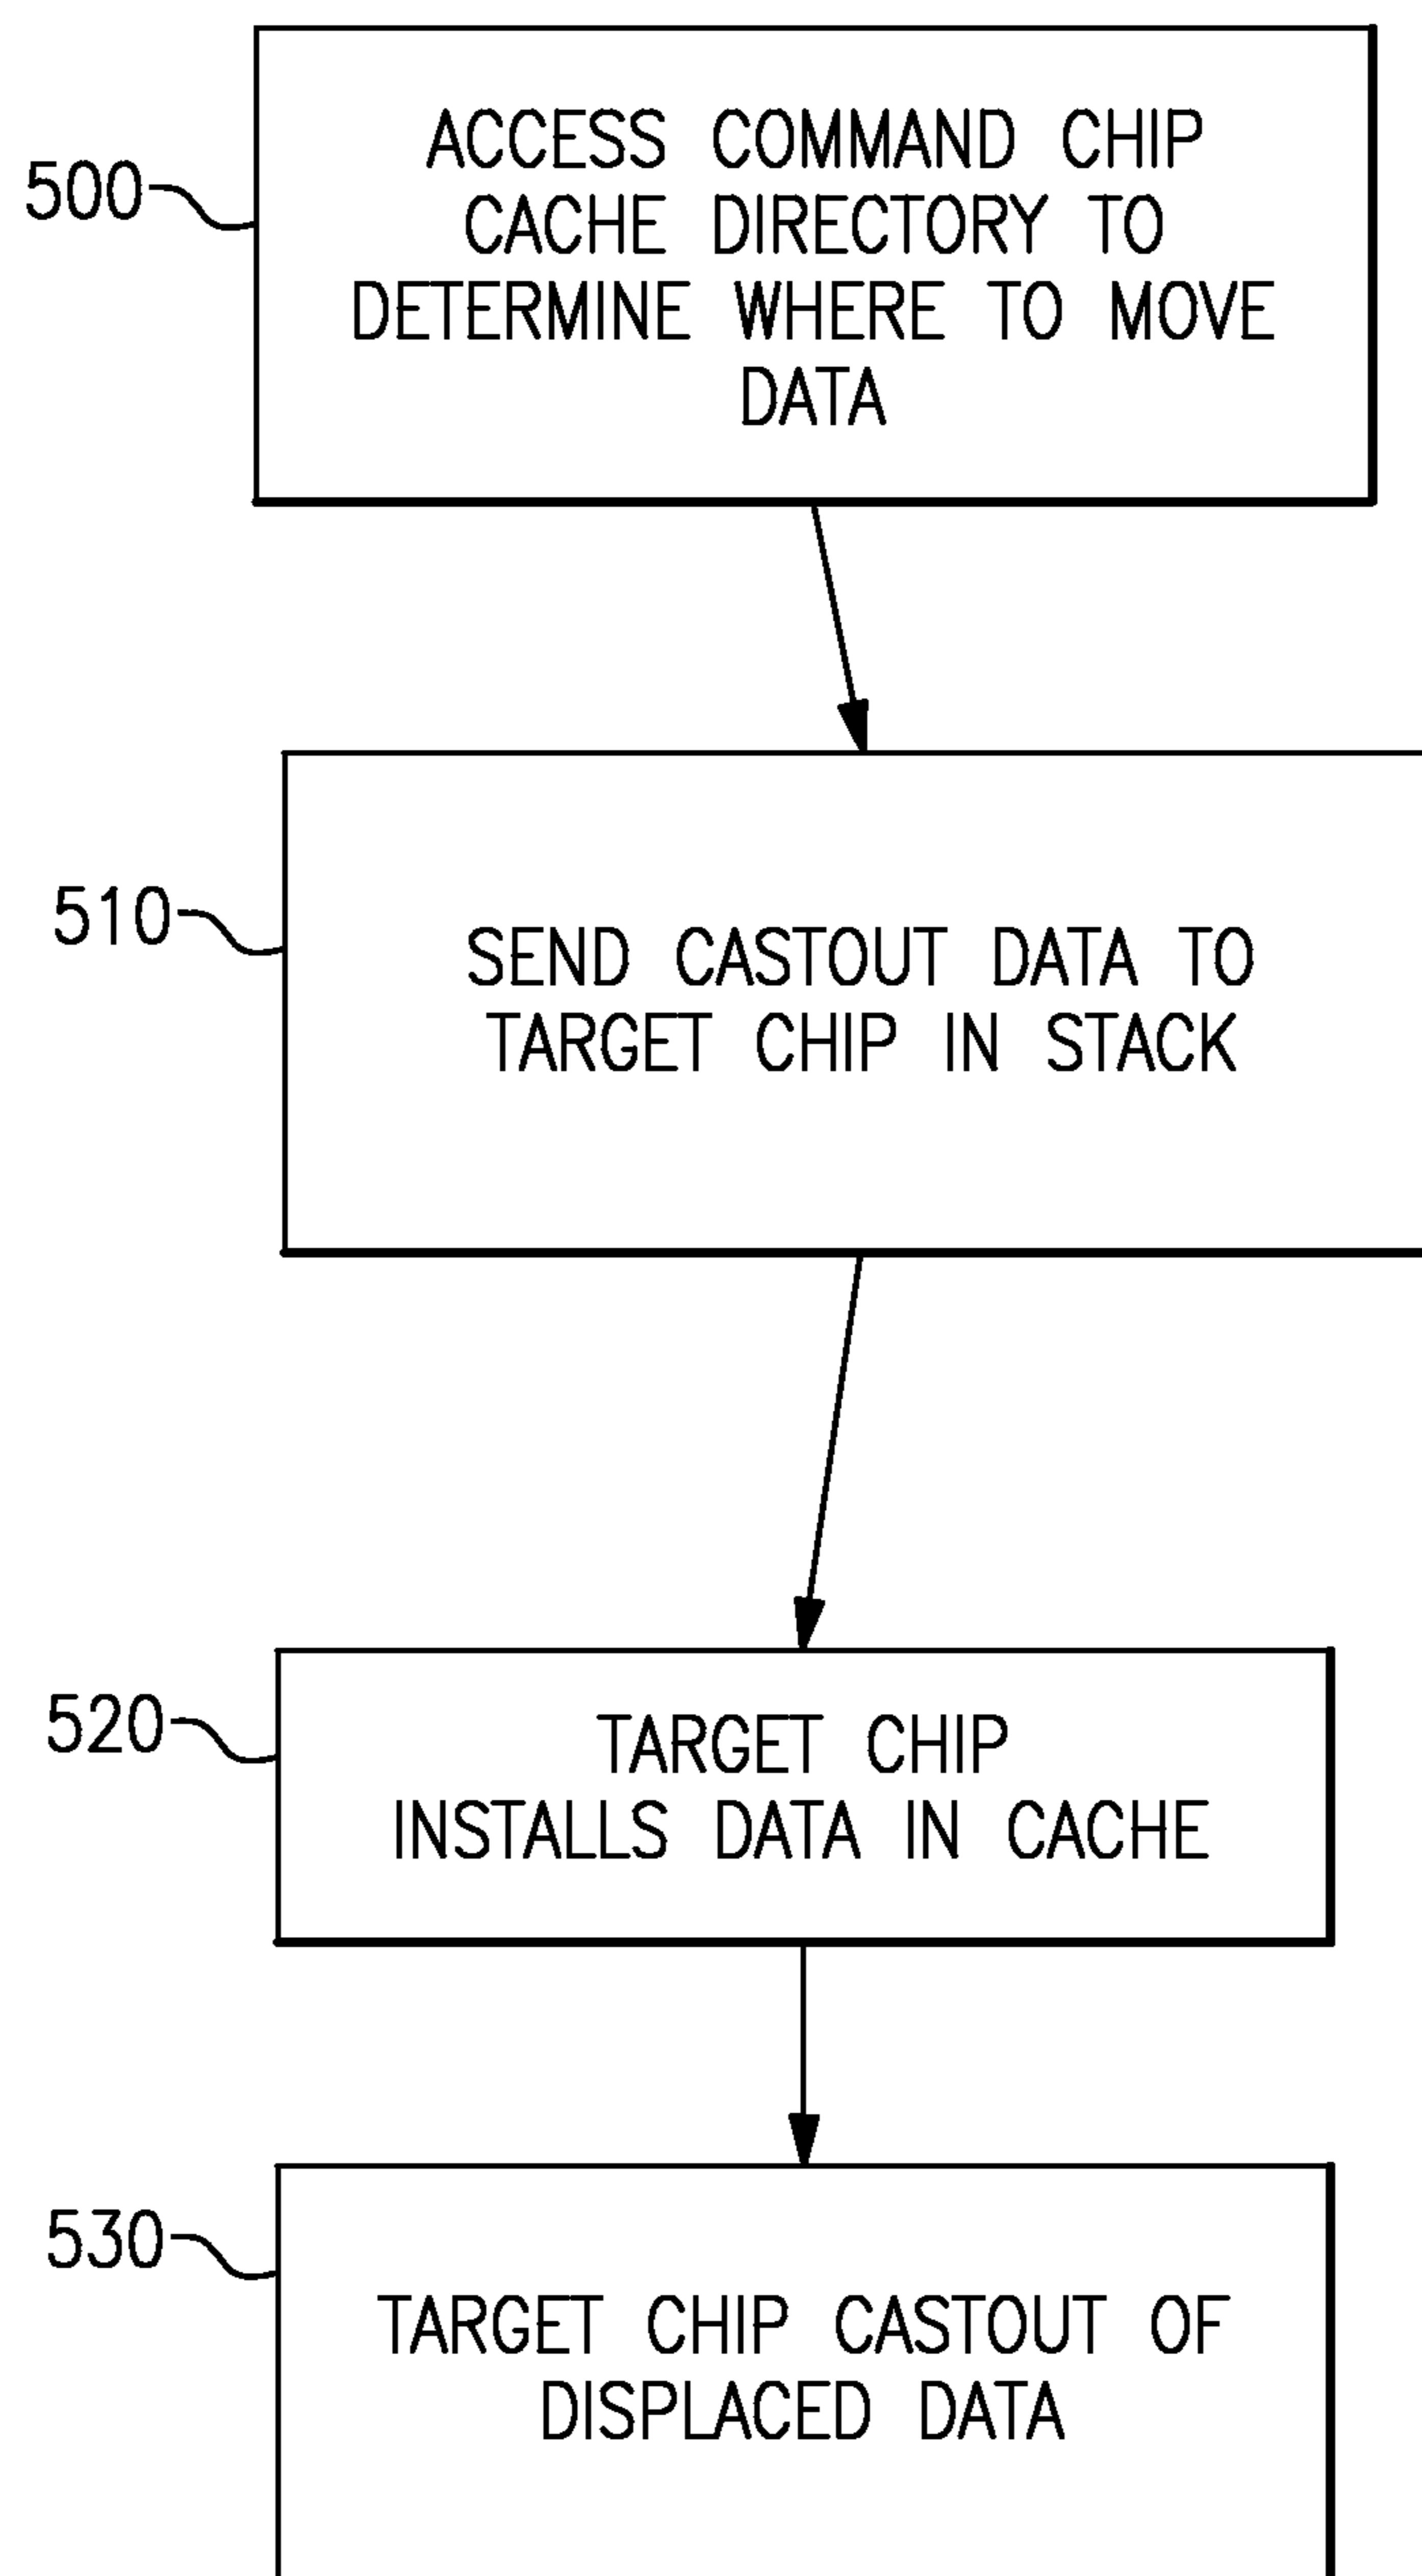 500
ACCESS COMMAND CHIP
CACHE DIRECTORY TO
DETERMINE WHERE TO MOVE
DATA
510
SEND CASTOUT DATA TO
TARGET CHIP IN STACK
520
TARGET CHIP
INSTALLS DATA IN CACHE
530
TARGET CHIP CASTOUT OF
DISPLACED DATA